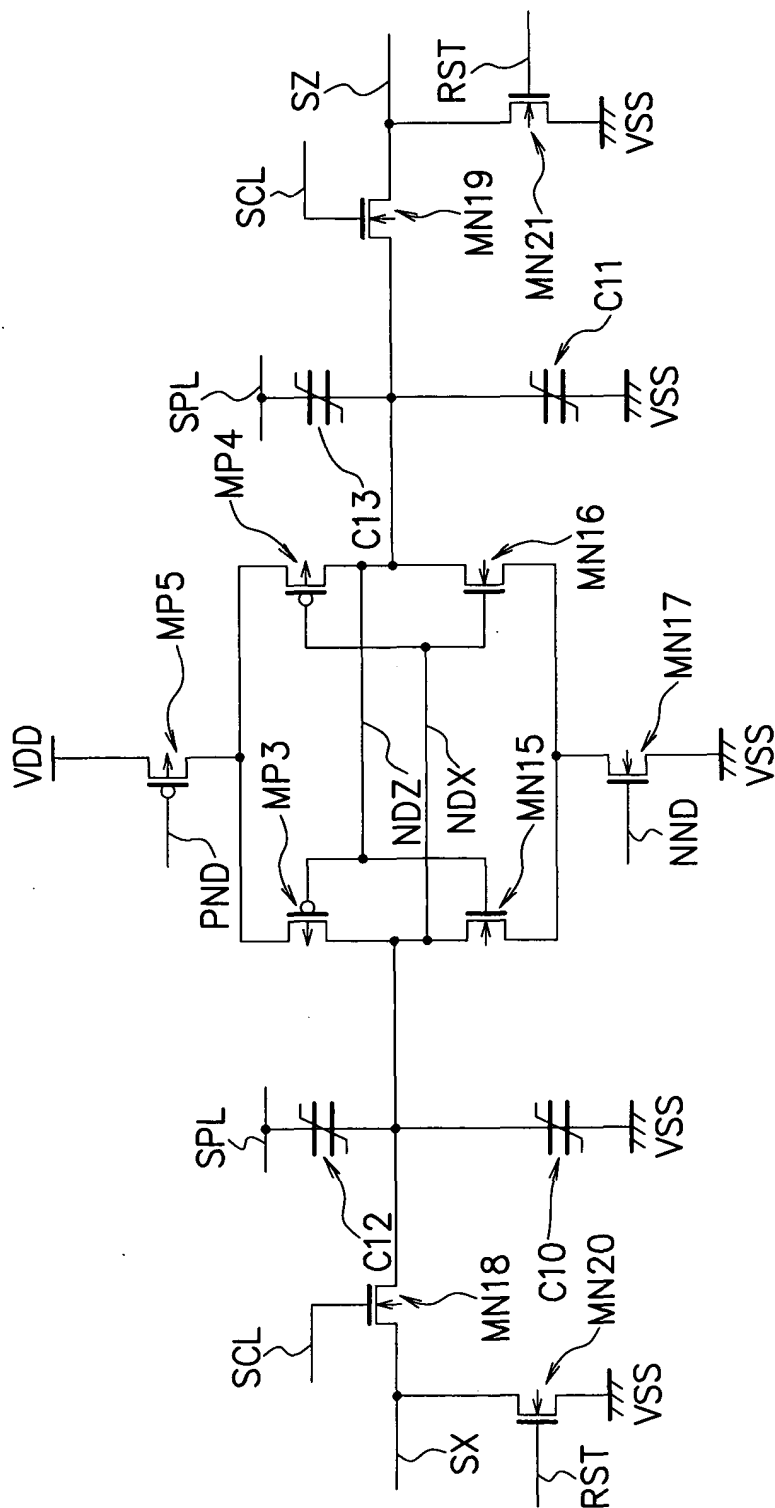 VDD
PND
MP5
SPL
MP3
MP4
SPL
SCL
SZ
SCL
C12
NDZ
C13
RST
NDX
MN18
MN19
SX
C10
MN15
MN16
C11
MN21
MN20
RST
VSS
VSS
NND
MN17
VSS
VSS
VSS